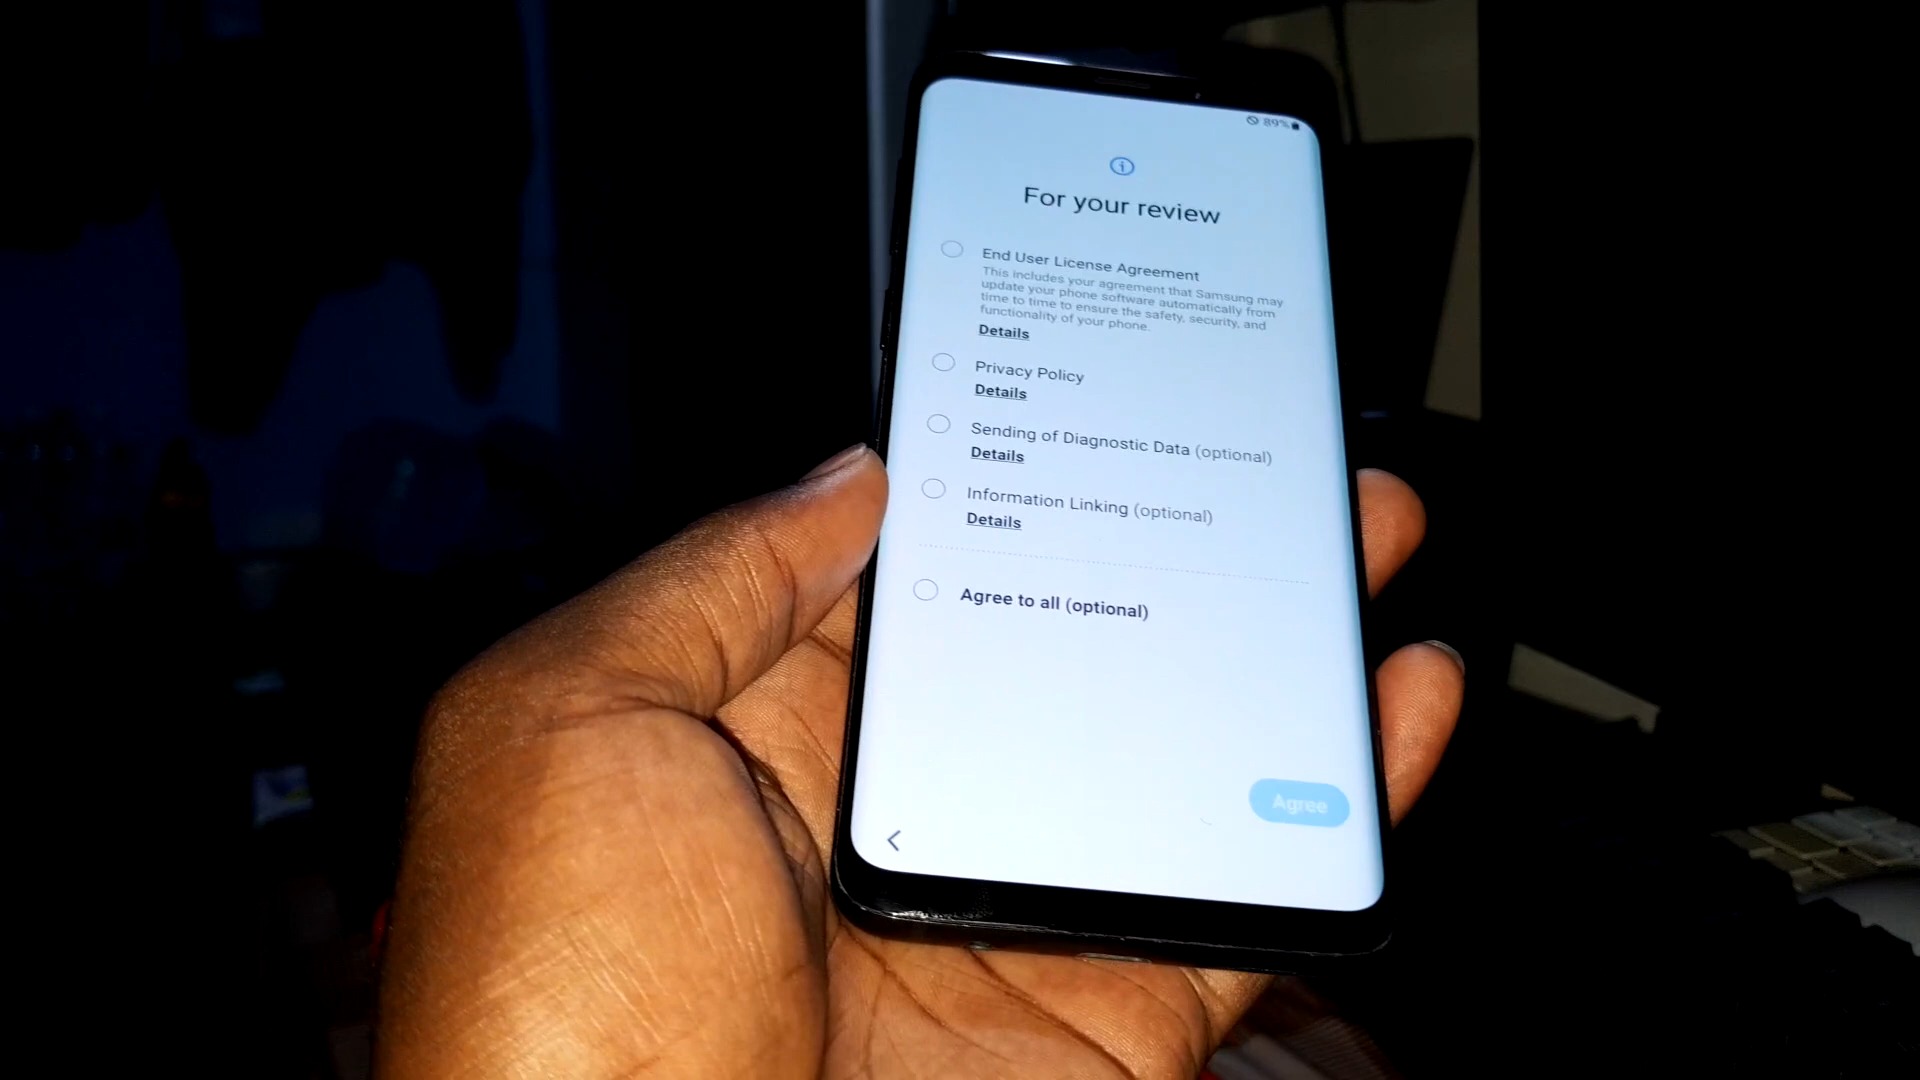 89%
For your review
End User License Agreement
This includes your agreement that Samsung may
update your phone software automatically from
time to time to ensure the safety, security, and
functionality of your phone.
Details
Privacy Policy
Details
Sending of Diagnostic Data (optional)
Details
Information Linking (optional)
Details
Agree to all (optional)
Agree